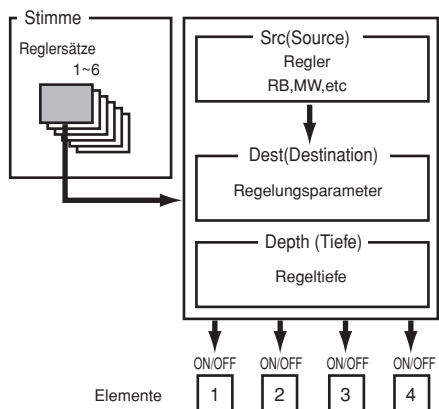 Stimme
Reglersätze
1~6
Src(Source)
Regler
RB,MW,etc
Dest(Destination)
Regelungsparameter
Depth (Tiefe)
Regeltiefe
ON/OFF ON/OFF ON/OFF ON/OFF
Elemente 1 2 3 4